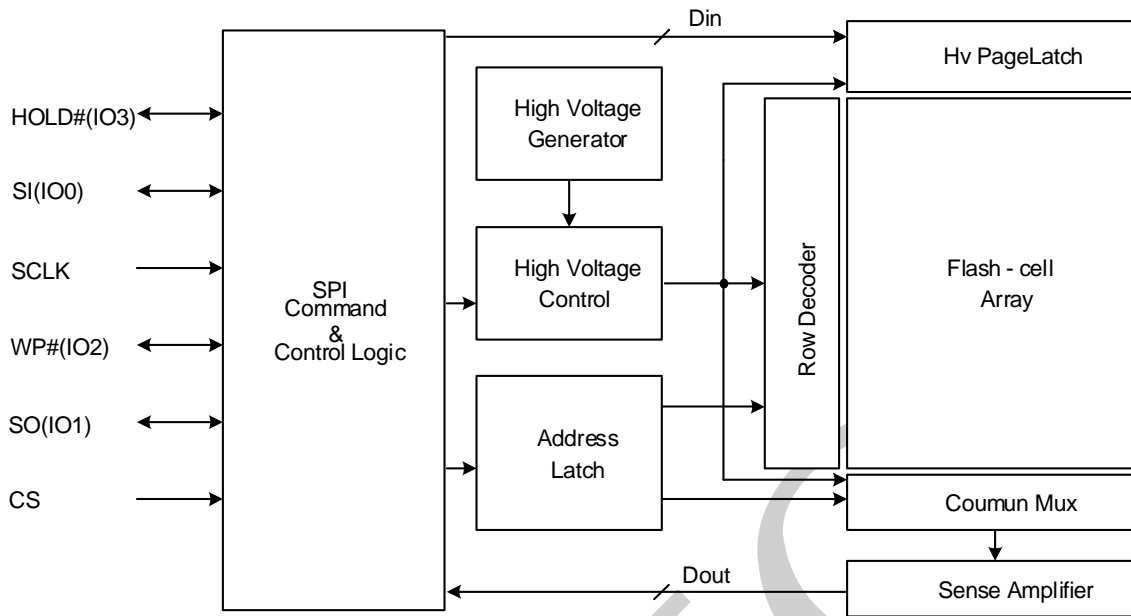 Din
Hv PageLatch
High Voltage
Generator
HOLD#(IO3)
SI(IO0)
SCLK
WP#(IO2)
SO(IO1)
CS
SPI
Command
&
Control Logic
High Voltage
Control
Row Decoder
Flash - cell
Array
Address
Latch
Coumun Mux
Dout
Sense Amplifier